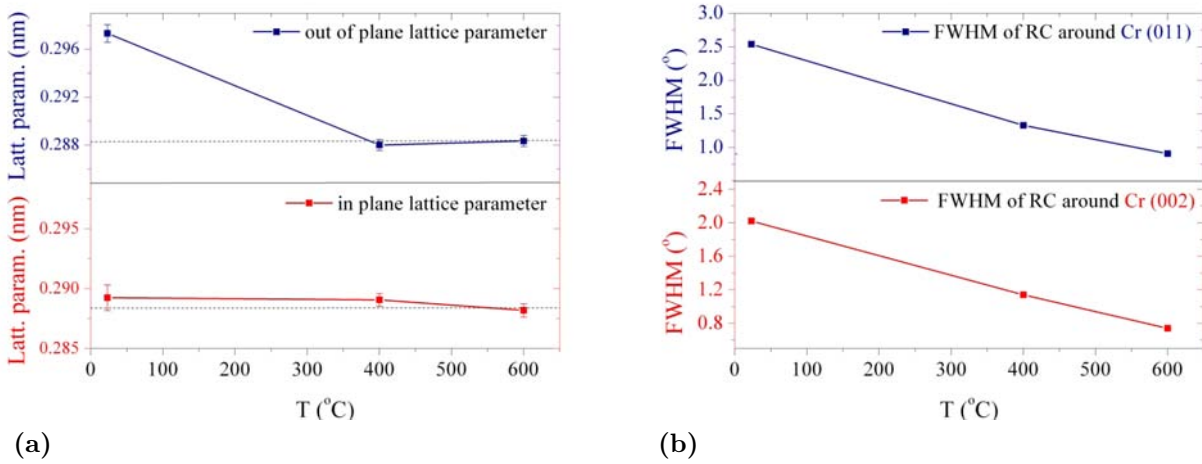 Latt. param. (nm)
0.296
0.292
0.288
out of plane lattice parameter
Latt. param. (nm)
0.295
0.290
0.285
in plane lattice parameter
0 100 200 300 400 500 600
T (°C)
(a)
FWHM (°)
3.0
2.5
2.0
1.5
1.0
FWHM of RC around Cr (011)
FWHM (°)
2.4
2.0
1.6
1.2
0.8
FWHM of RC around Cr (002)
0 100 200 300 400 500 600
T (°C)
(b)